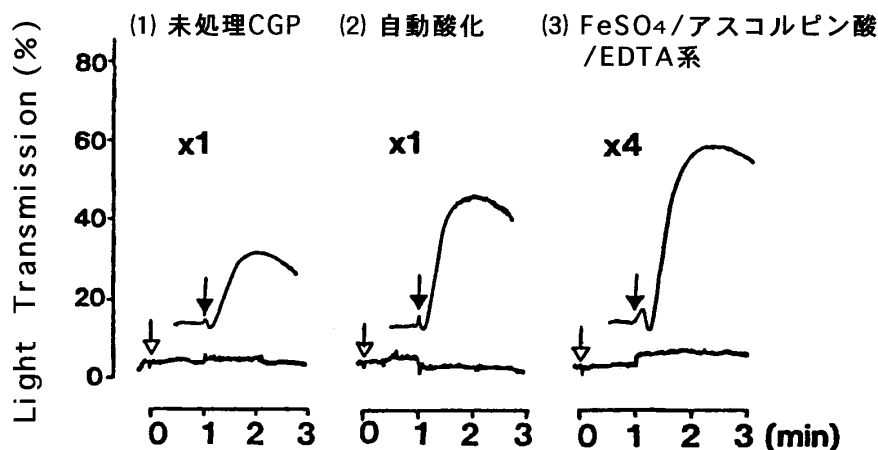 (1) 未処理CGP
(2) 自動酸化
(3) FeSO4/アスコルピン酸
/EDTA系
Light Transmission (%)
80
60
40
20
0
x1
x1
x4
0 1 2 3
0 1 2 3
0 1 2 3 (min)